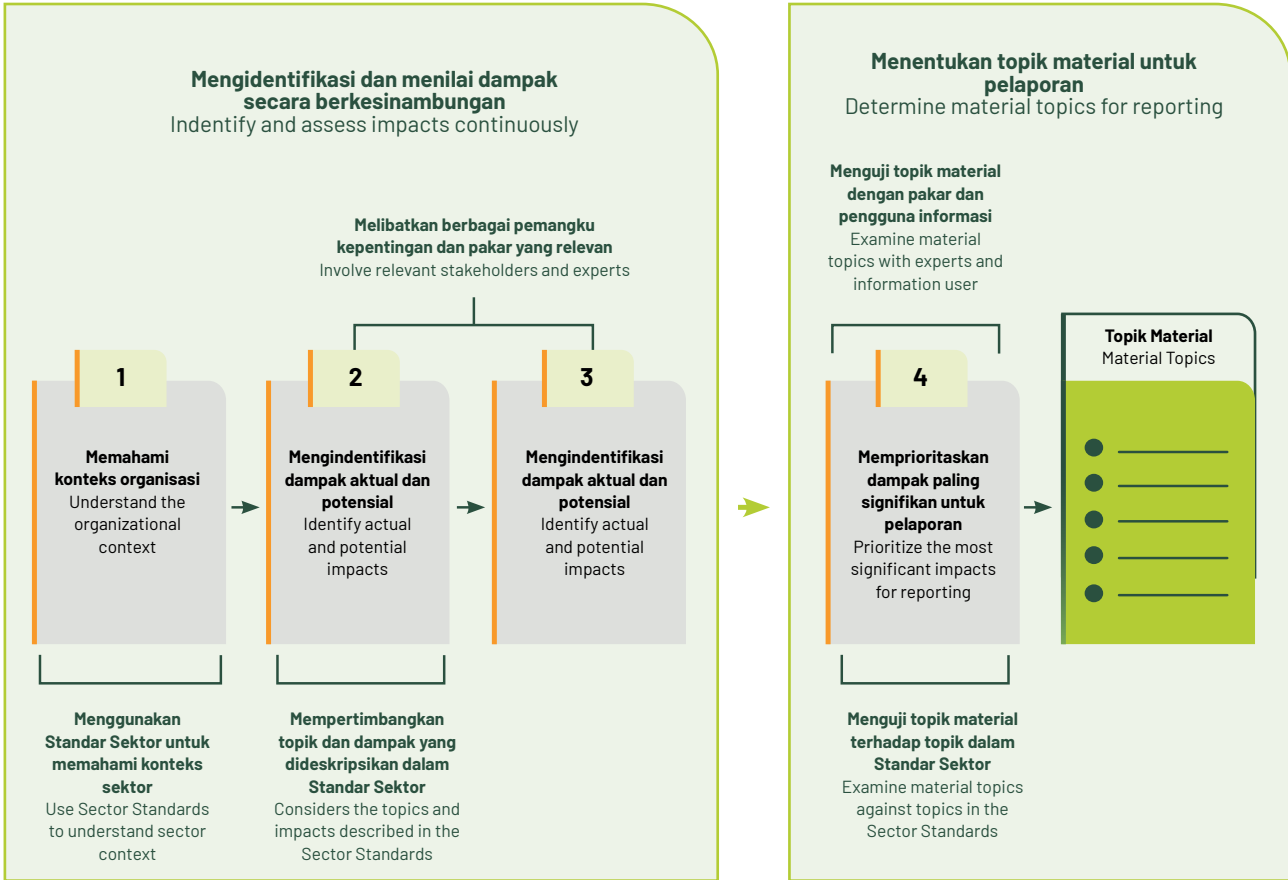 Mengidentifikasi dan menilai dampak
secara berkesinambungan
Indentify and assess impacts continuously
Melibatkan berbagai pemangku
kepentingan dan pakar yang relevan
Involve relevant stakeholders and experts
1
Memahami
konteks organisasi
Understand the
organizational
context
Menggunakan
Standar Sektor untuk
memahami konteks
sektor
Use Sector Standards
to understand sector
context
2
Mengindentifikasi
dampak aktual dan
potensial
Identify actual
and potential
impacts
Mempertimbangkan
topik dan dampak yang
dideskripsikan dalam
Standar Sektor
Considers the topics and
impacts described in the
Sector Standards
3
Mengindentifikasi
dampak aktual dan
potensial
Identify actual
and potential
impacts
Menentukan topik material untuk
pelaporan
Determine material topics for reporting
Menguji topik material
dengan pakar dan
pengguna informasi
Examine material
topics with experts and
information user
4
Memprioritaskan
dampak paling
signifikan untuk
pelaporan
Prioritize the most
significant impacts
for reporting
Menguji topik material
terhadap topik dalam
Standar Sektor
Examine material topics
against topics in the
Sector Standards
Topik Material
Material Topics